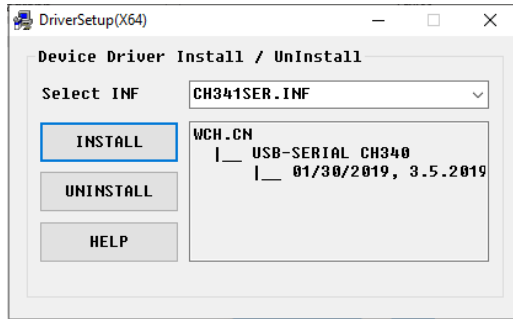 DriverSetup(X64)
Device Driver Install / UnInstall
Select INF
CH341SER.INF
INSTALL
UNINSTALL
HELP
WCH.CN
|__ USB-SERIAL CH340
|__ 01/30/2019, 3.5.2019